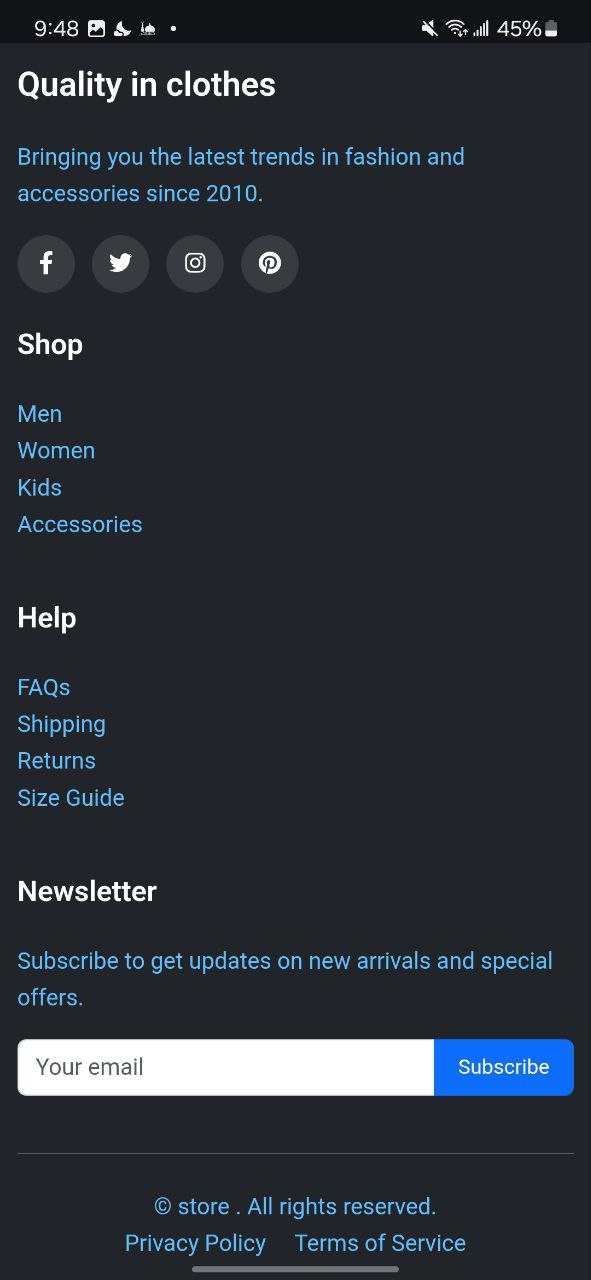 9:48 45%
Quality in clothes
Bringing you the latest trends in fashion and
accessories since 2010.
Shop
Men
Women
Kids
Accessories
Help
FAQs
Shipping
Returns
Size Guide
Newsletter
Subscribe to get updates on new arrivals and special
offers.
Your email Subscribe
© store . All rights reserved.
Privacy Policy Terms of Service